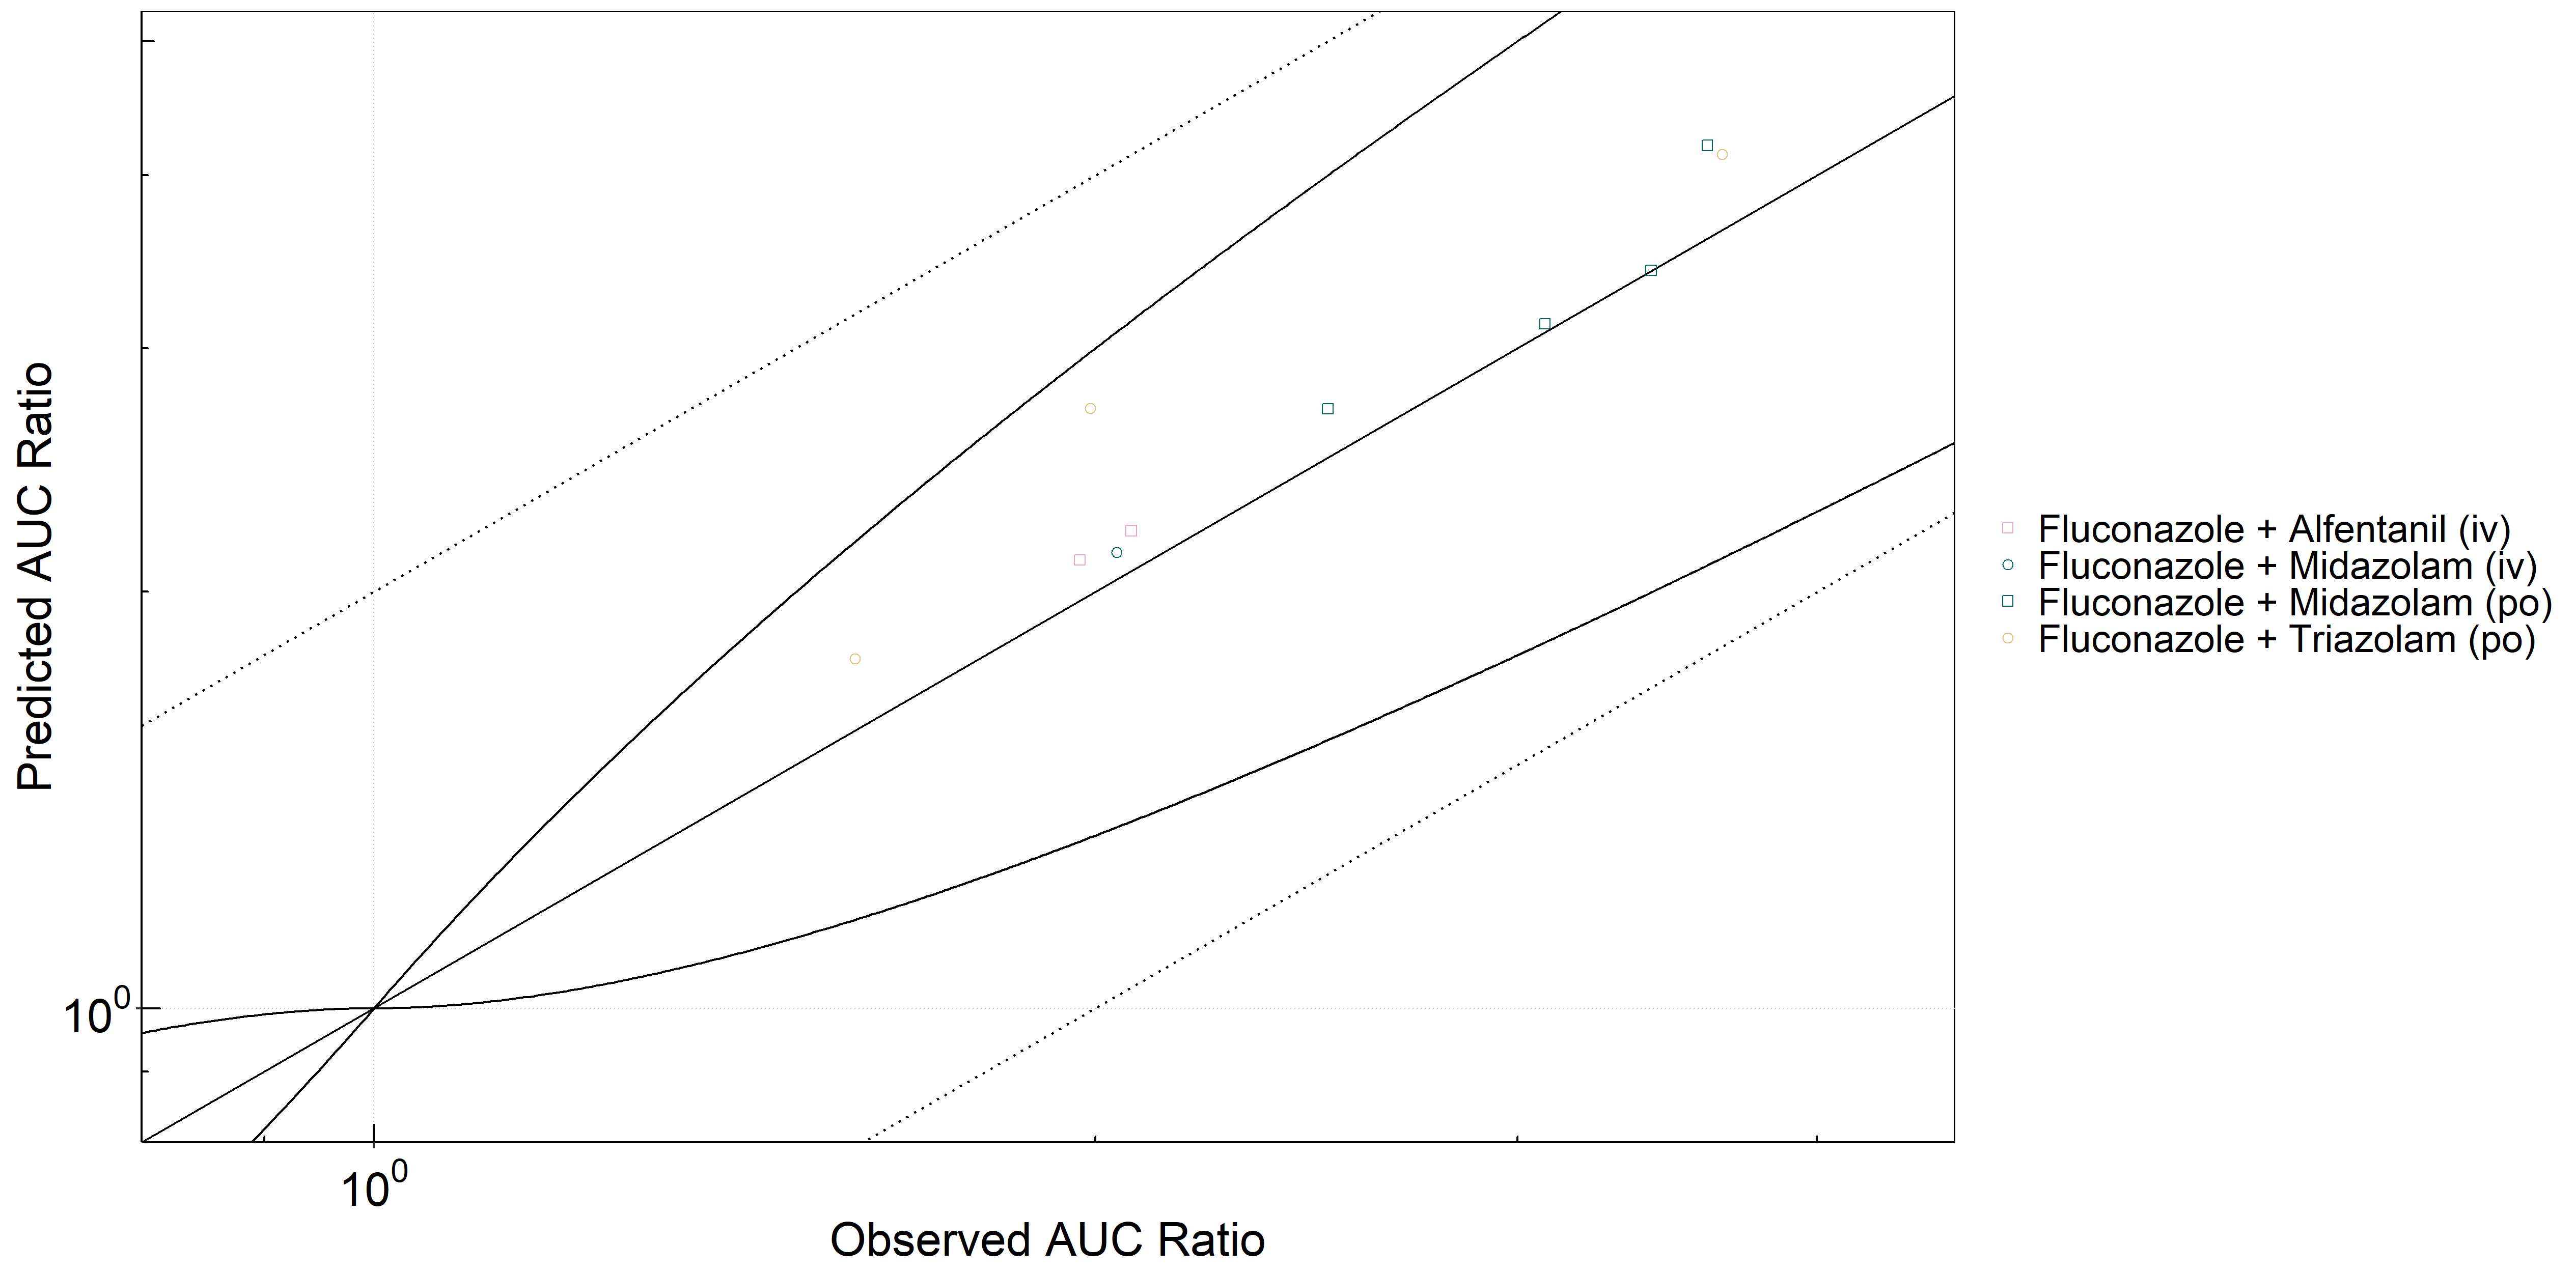 Predicted AUC Ratio
10⁰
10⁰
Observed AUC Ratio
Fluconazole + Alfentanil (iv)
Fluconazole + Midazolam (iv)
Fluconazole + Midazolam (po)
Fluconazole + Triazolam (po)